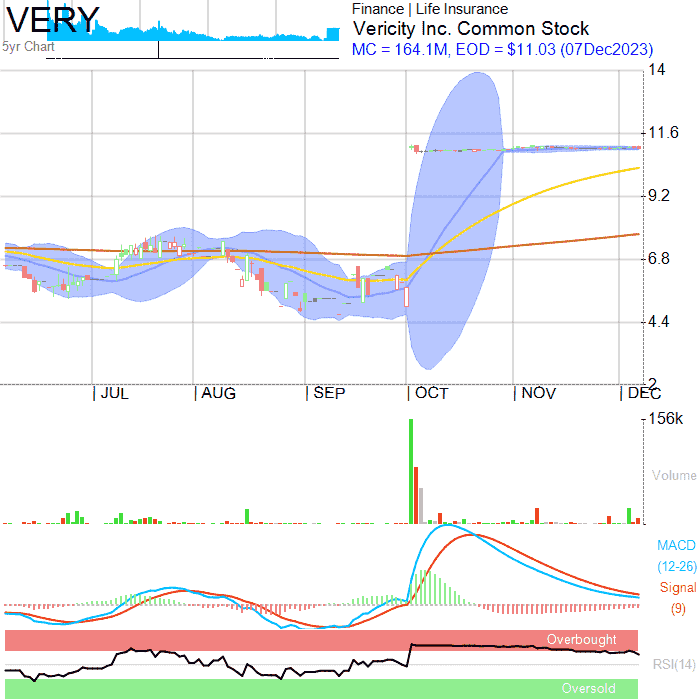 VERY
5yr Chart
Finance | Life Insurance
Vericity Inc. Common Stock
MC = 164.1M, EOD = $11.03 (07Dec2023)
14
11.6
9.2
6.8
4.4
2
| JUL | AUG | SEP | OCT | NOV | DEC
156k
Volume
MACD
(12-26)
Signal
(9)
Overbought
RSI(14)
Oversold